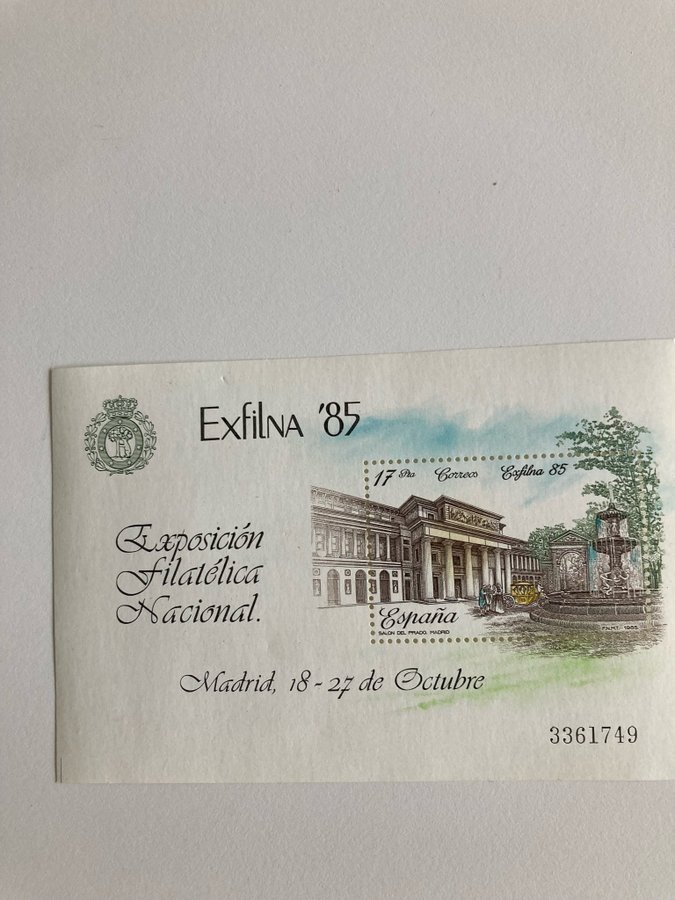 Exfilna '85
17 Pta Correos Exfilna 85
Exposición
Filatélica
Nacional.
España
SALON DEL PRADO. MADRID
F.N.M.T. - 1985
Madrid, 18 - 27 de Octubre
3361749